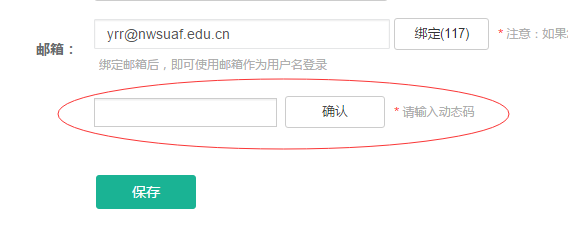 邮箱： yrr@nwsuaf.edu.cn 绑定(117) * 注意：如果
绑定邮箱后，即可使用邮箱作为用户名登录
确认 * 请输入动态码
保存